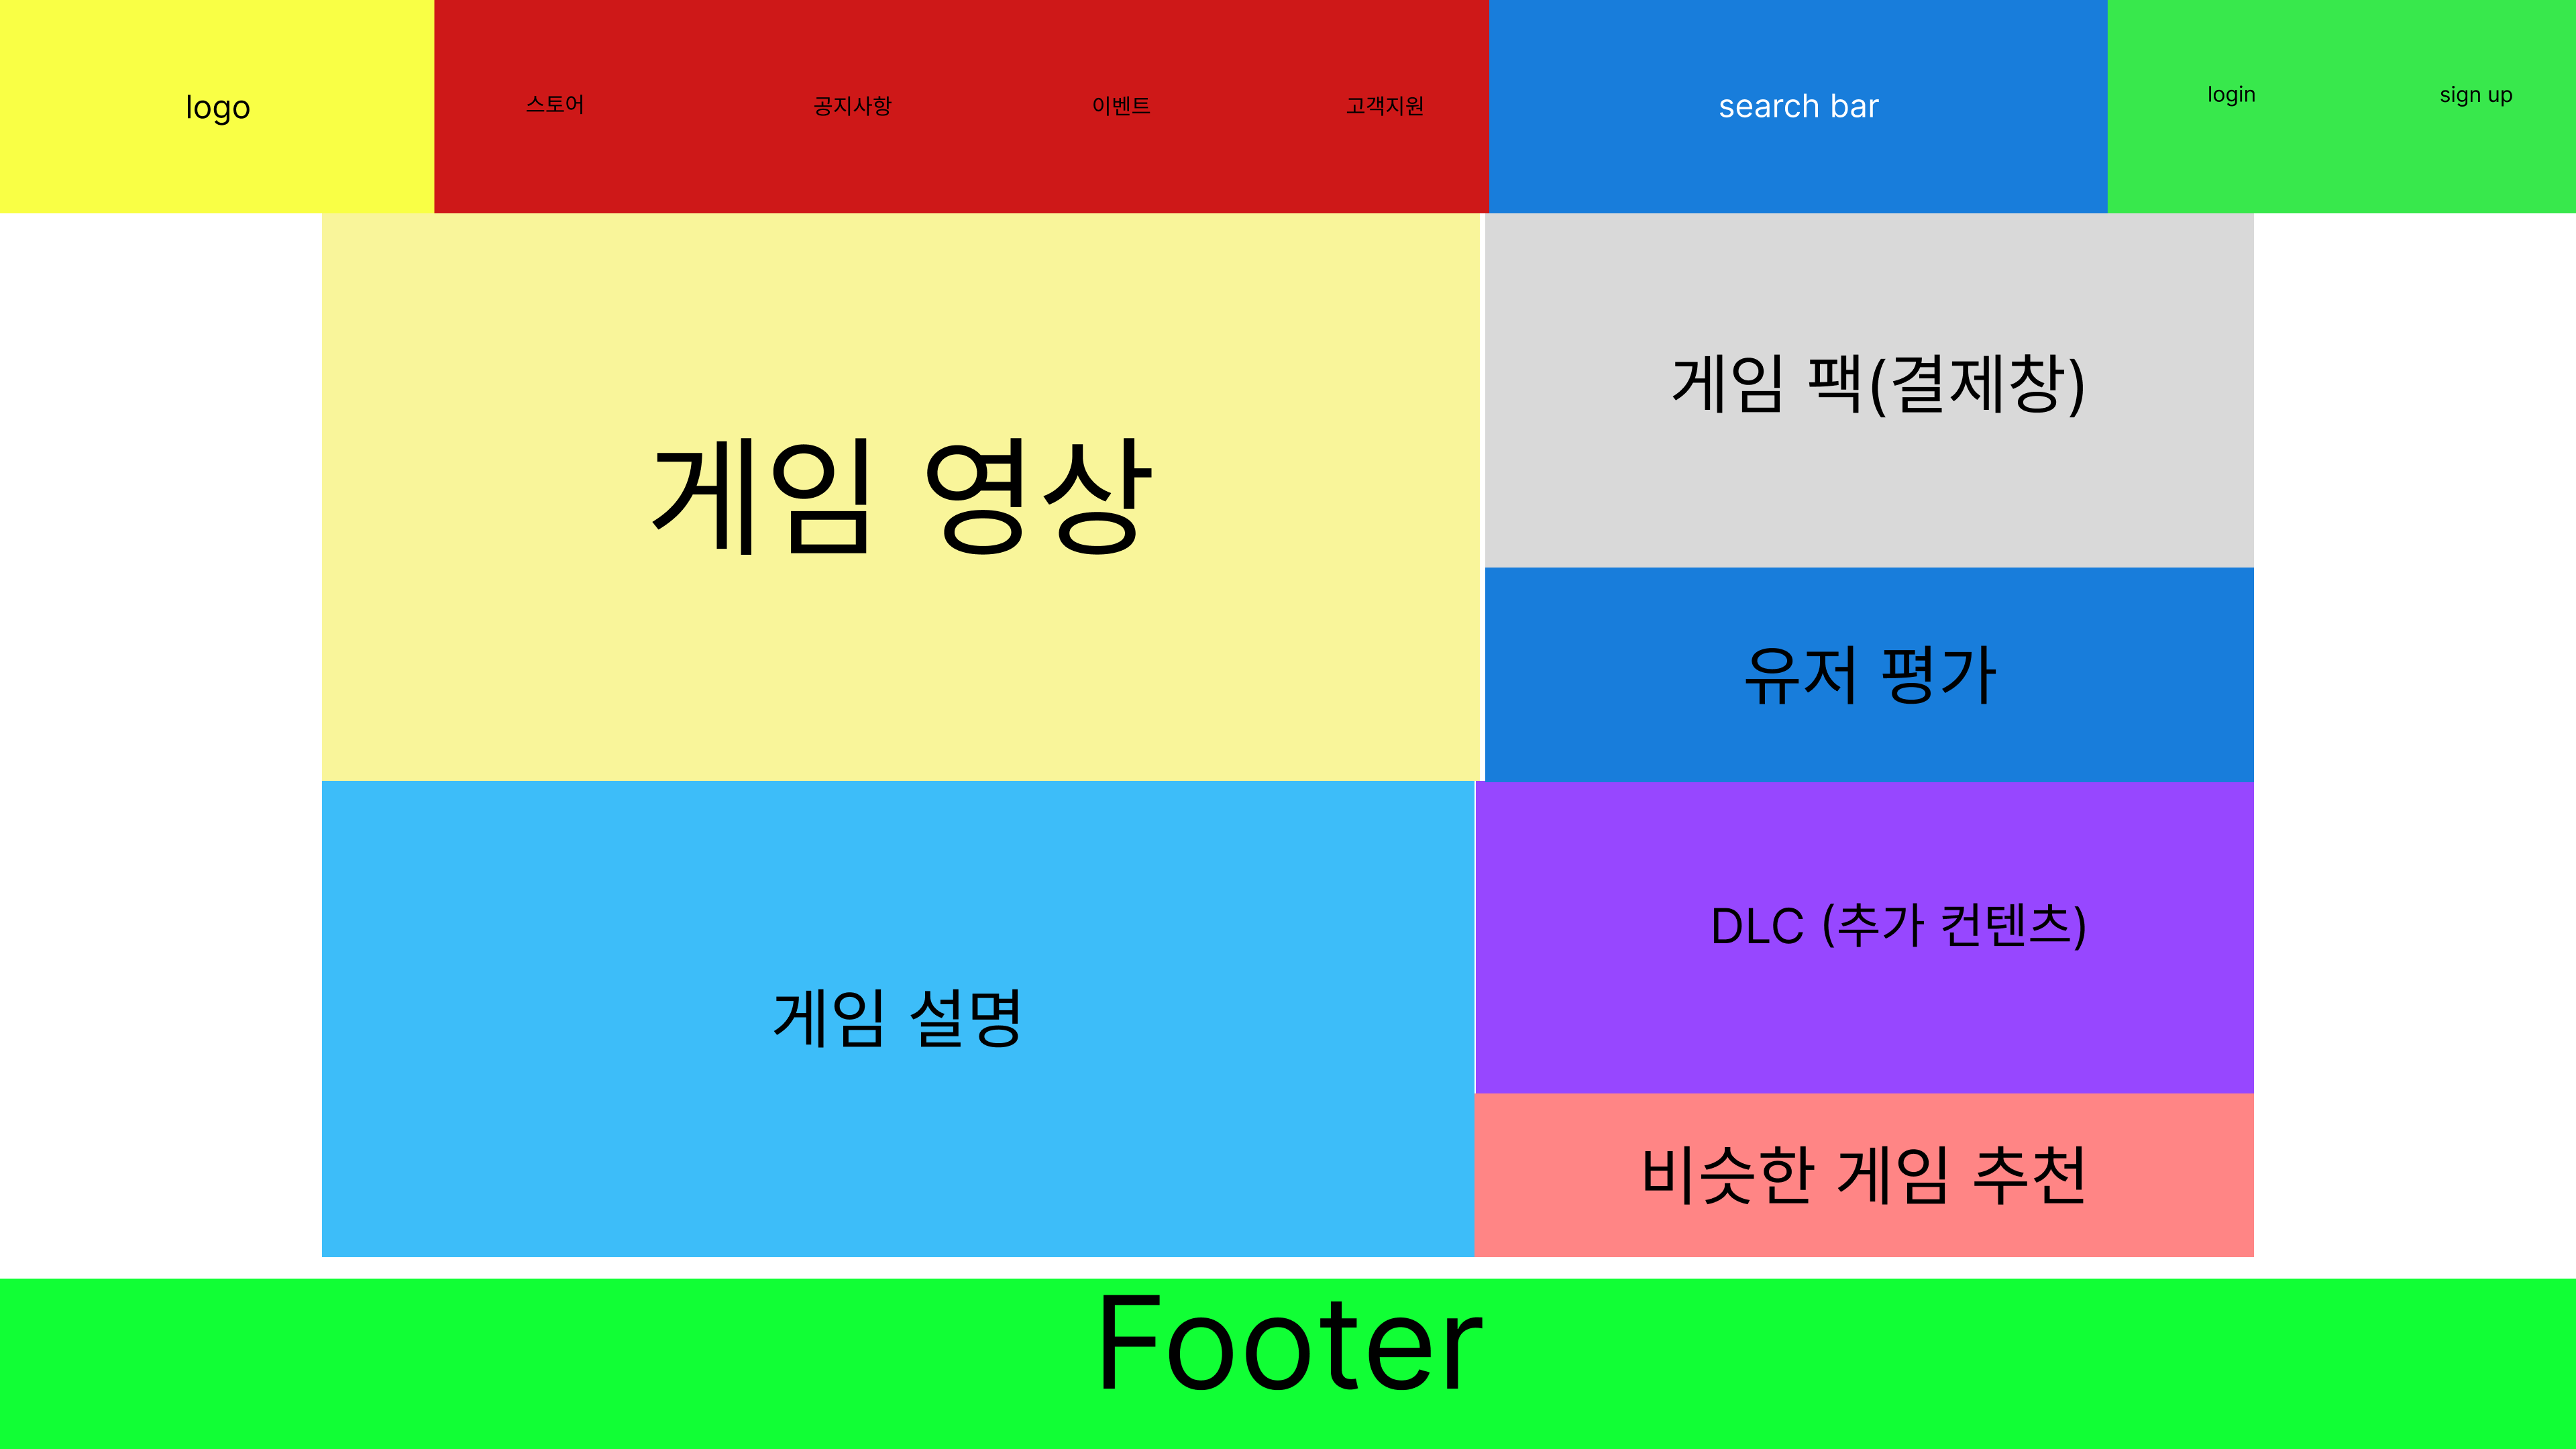 logo
스토어
공지사항
이벤트
고객지원
search bar
login
sign up
게임 영상
게임 팩(결제창)
유저 평가
게임 설명
DLC (추가 컨텐츠)
비슷한 게임 추천
Footer